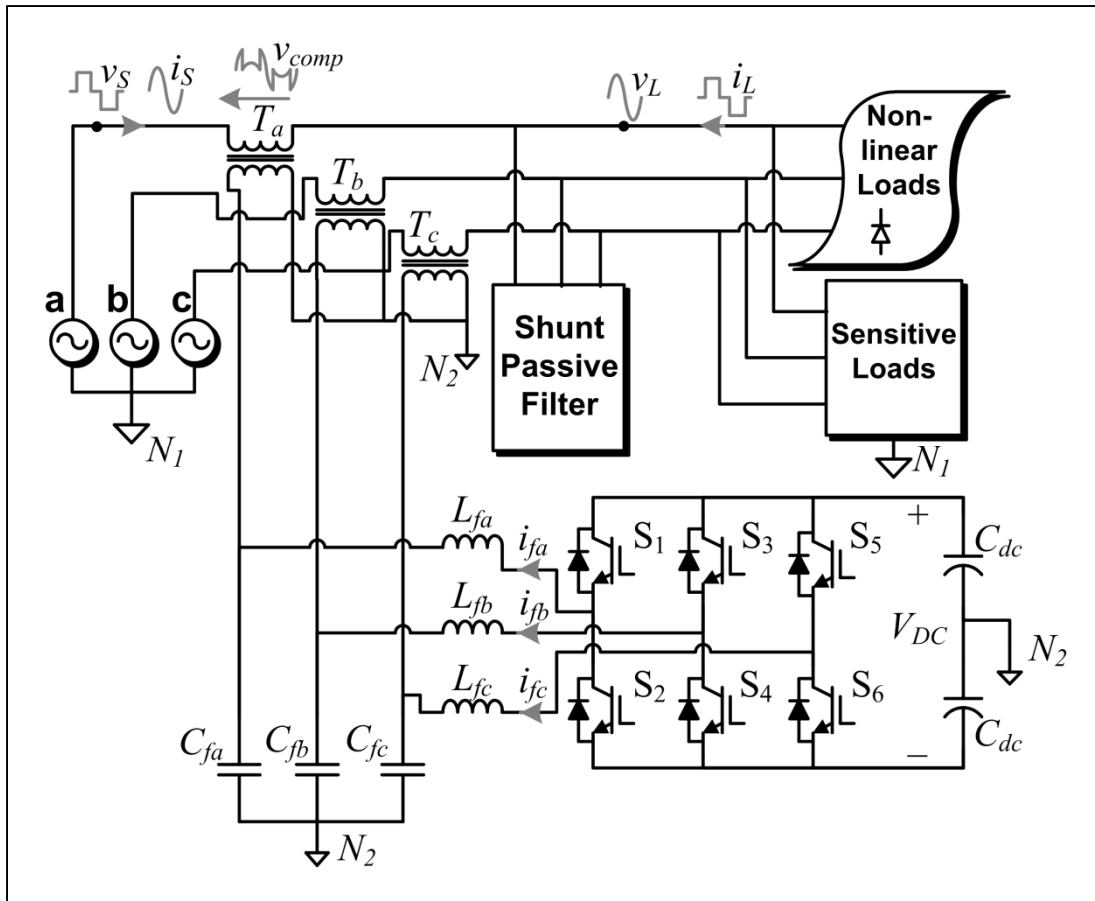 v_S
i_S
v_comp
v_L
i_L
T_a
T_b
T_c
Non-
linear
Loads
a
b
c
N_2
Shunt
Passive
Filter
Sensitive
Loads
N_1
N_1
L_fa
i_fa
S_1
S_3
S_5
+
C_dc
L_fb
i_fb
V_DC
N_2
L_fc
i_fc
S_2
S_4
S_6
C_fa
C_fb
C_fc
C_dc
−
N_2